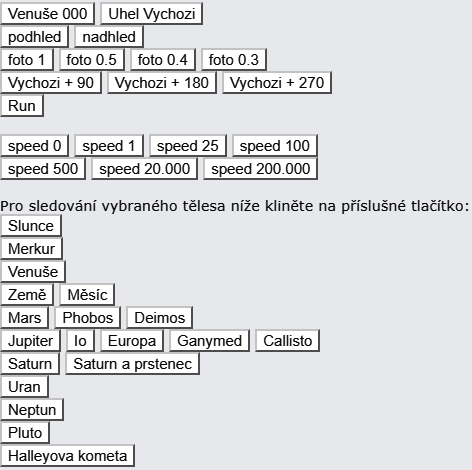 Venuše 000 Uhel Vychozi
podhled nadhled
foto 1 foto 0.5 foto 0.4 foto 0.3
Vychozi + 90 Vychozi + 180 Vychozi + 270
Run
speed 0 speed 1 speed 25 speed 100
speed 500 speed 20.000 speed 200.000
Pro sledování vybraného tělesa níže kliněte na příslušné tlačítko:
Slunce
Merkur
Venuše
Země Měsíc
Mars Phobos Deimos
Jupiter Io Europa Ganymed Callisto
Saturn Saturn a prstenec
Uran
Neptun
Pluto
Halleyova kometa